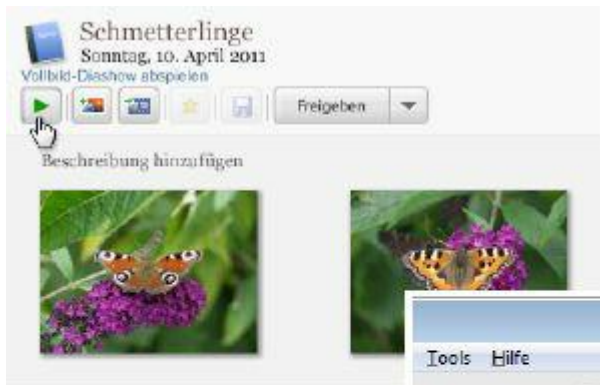 Schmetterlinge
Sonntag, 10. April 2011
Vollbild-Diashow abspielen
Freigeben
Beschreibung hinzufügen
Tools Hilfe